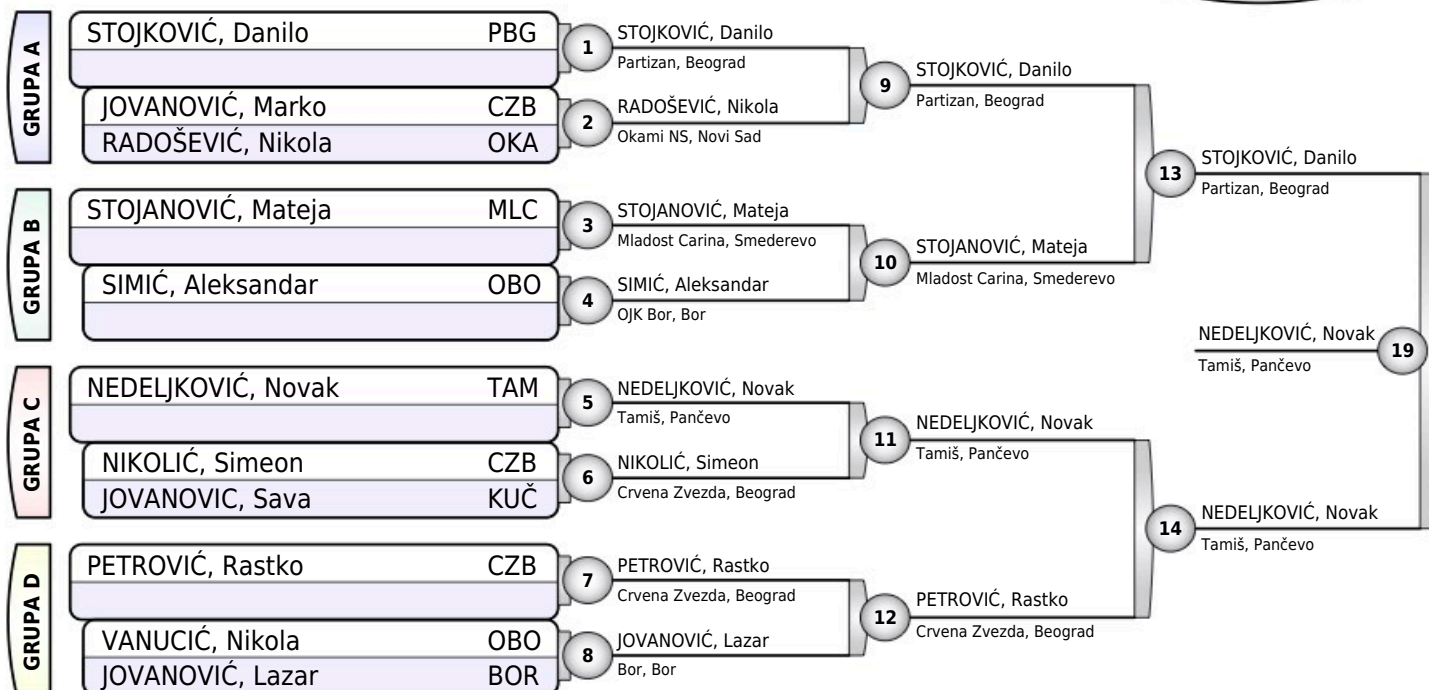 GRUPA A
STOJKOVIĆ, Danilo PBG
JOVANOVIĆ, Marko CZB
RADOŠEVIĆ, Nikola OKA
1
STOJKOVIĆ, Danilo
Partizan, Beograd
2
RADOŠEVIĆ, Nikola
Okami NS, Novi Sad
9
STOJKOVIĆ, Danilo
Partizan, Beograd
GRUPA B
STOJANOVIĆ, Mateja MLC
SIMIĆ, Aleksandar OBO
3
STOJANOVIĆ, Mateja
Mladost Carina, Smederevo
4
SIMIĆ, Aleksandar
OJK Bor, Bor
10
STOJANOVIĆ, Mateja
Mladost Carina, Smederevo
13
STOJKOVIĆ, Danilo
Partizan, Beograd
GRUPA C
NEDELJKOVIĆ, Novak TAM
NIKOLIĆ, Simeon CZB
JOVANOVIC, Sava KUČ
5
NEDELJKOVIĆ, Novak
Tamiš, Pančevo
6
NIKOLIĆ, Simeon
Crvena Zvezda, Beograd
11
NEDELJKOVIĆ, Novak
Tamiš, Pančevo
GRUPA D
PETROVIĆ, Rastko CZB
VANUCIĆ, Nikola OBO
JOVANOVIĆ, Lazar BOR
7
PETROVIĆ, Rastko
Crvena Zvezda, Beograd
8
JOVANOVIĆ, Lazar
Bor, Bor
12
PETROVIĆ, Rastko
Crvena Zvezda, Beograd
14
NEDELJKOVIĆ, Novak
Tamiš, Pančevo
NEDELJKOVIĆ, Novak
Tamiš, Pančevo
19